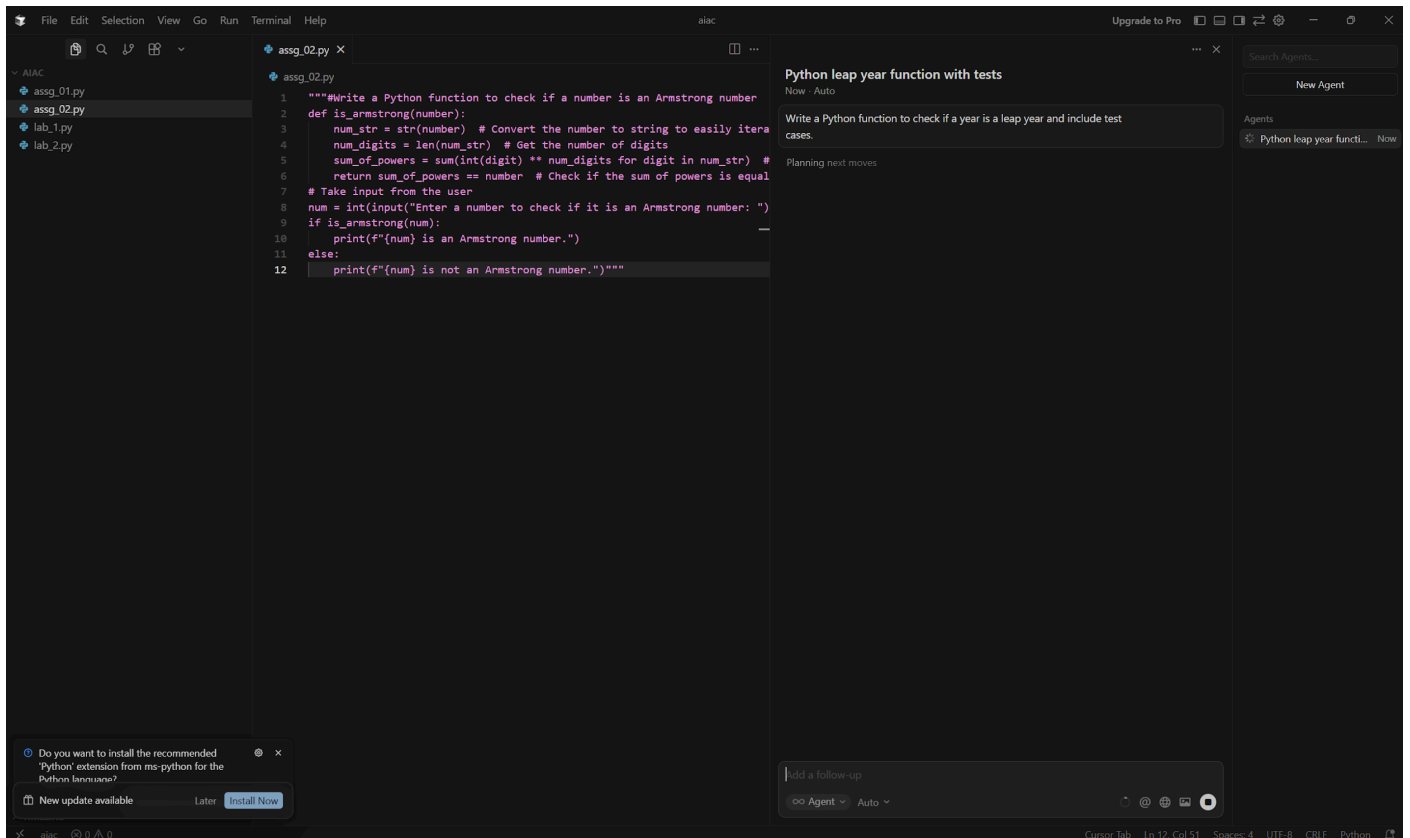 File Edit Selection View Go Run Terminal Help
aiac
Upgrade to Pro
AIAC
assg_01.py
assg_02.py
lab_1.py
lab_2.py
assg_02.py
assg_02.py
1 """#Write a Python function to check if a number is an Armstrong number
2 def is_armstrong(number):
3 num_str = str(number) # Convert the number to string to easily itera
4 num_digits = len(num_str) # Get the number of digits
5 sum_of_powers = sum(int(digit) ** num_digits for digit in num_str) #
6 return sum_of_powers == number # Check if the sum of powers is equal
7 # Take input from the user
8 num = int(input("Enter a number to check if it is an Armstrong number: ")
9 if is_armstrong(num):
10 print(f"{num} is an Armstrong number.")
11 else:
12 print(f"{num} is not an Armstrong number.")"""
Python leap year function with tests
Now · Auto
Write a Python function to check if a year is a leap year and include test
cases.
Planning next moves
Add a follow-up
Agent
Auto
Search Agents...
New Agent
Agents
Python leap year functi... Now
Do you want to install the recommended
'Python' extension from ms-python for the
Python language?
New update available Later Install Now
aiac 0 0
Cursor Tab Ln 12, Col 51 Spaces: 4 UTF-8 CRLF Python